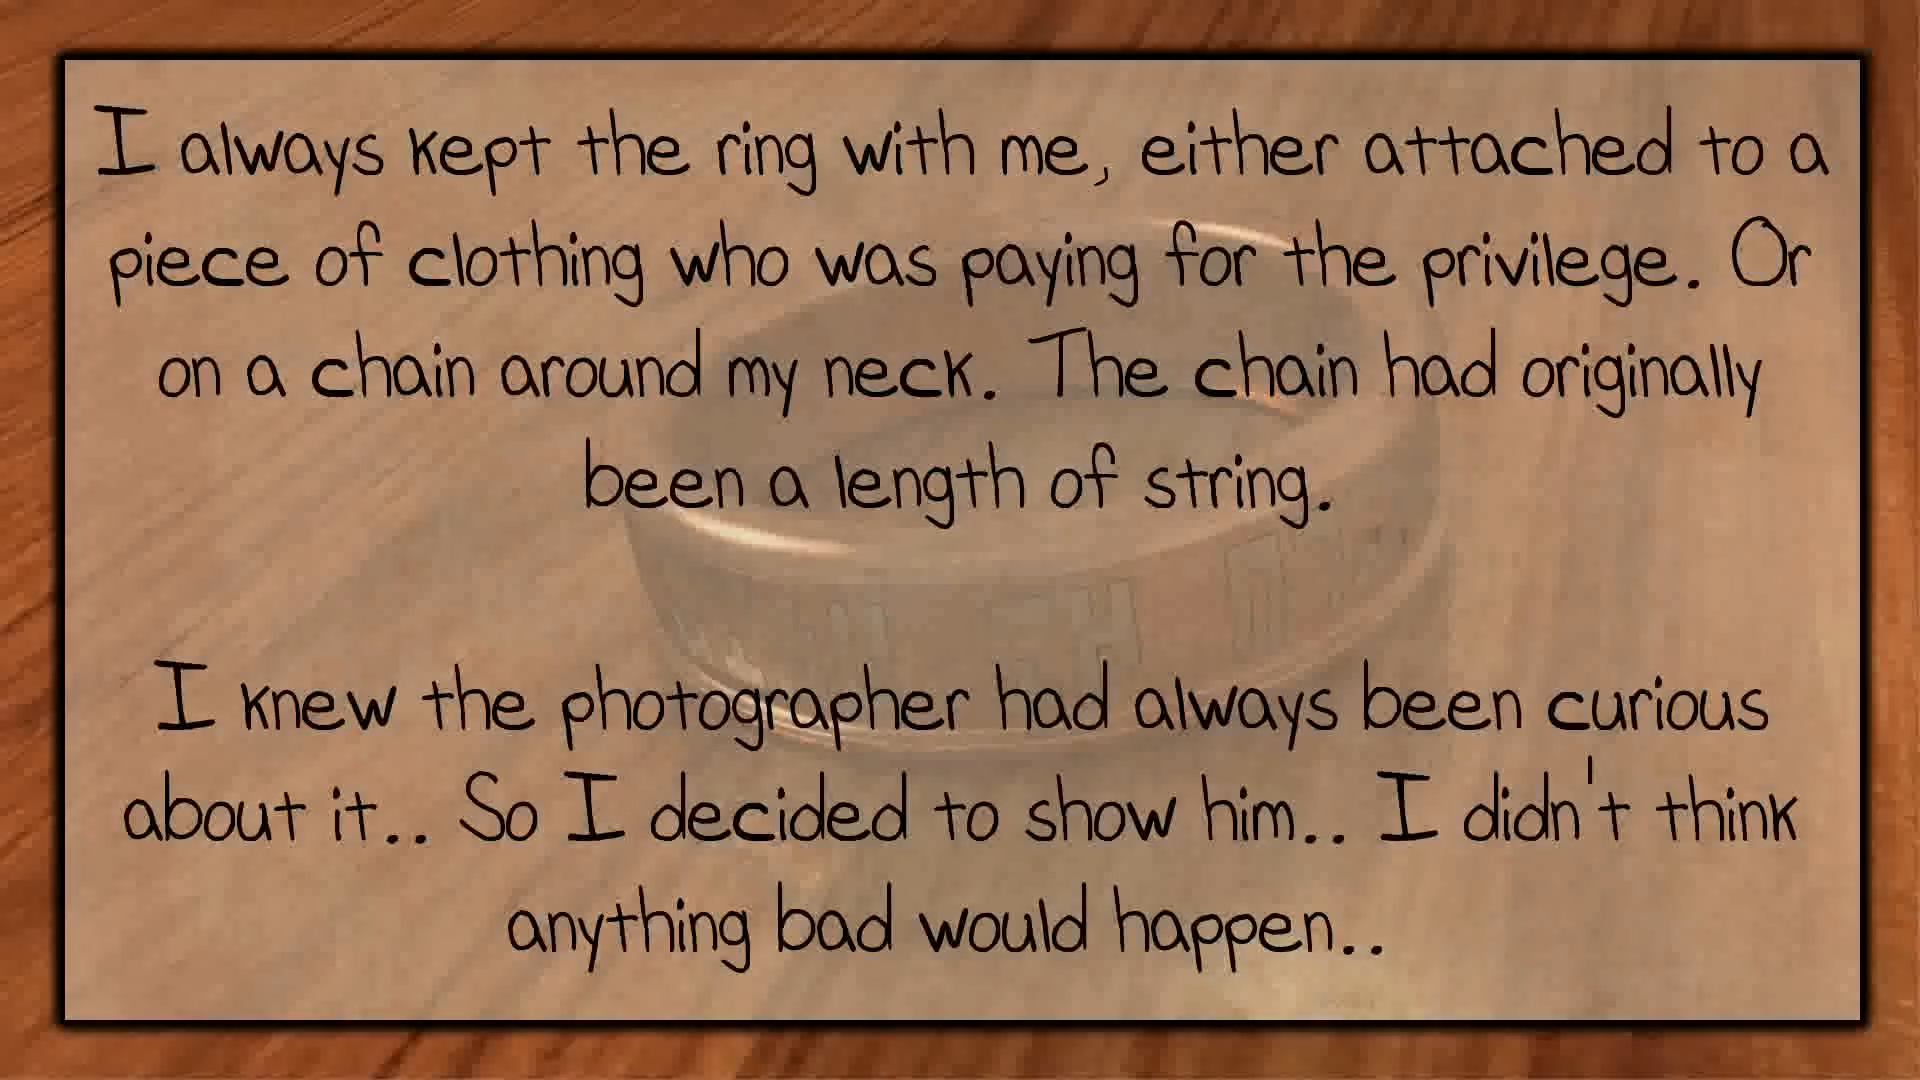 I always kept the ring with me, either attached to a
piece of clothing who was paying for the privilege. Or
on a chain around my neck. The chain had originally
been a length of string.
I knew the photographer had always been curious
about it.. So I decided to show him.. I didn't think
anything bad would happen..